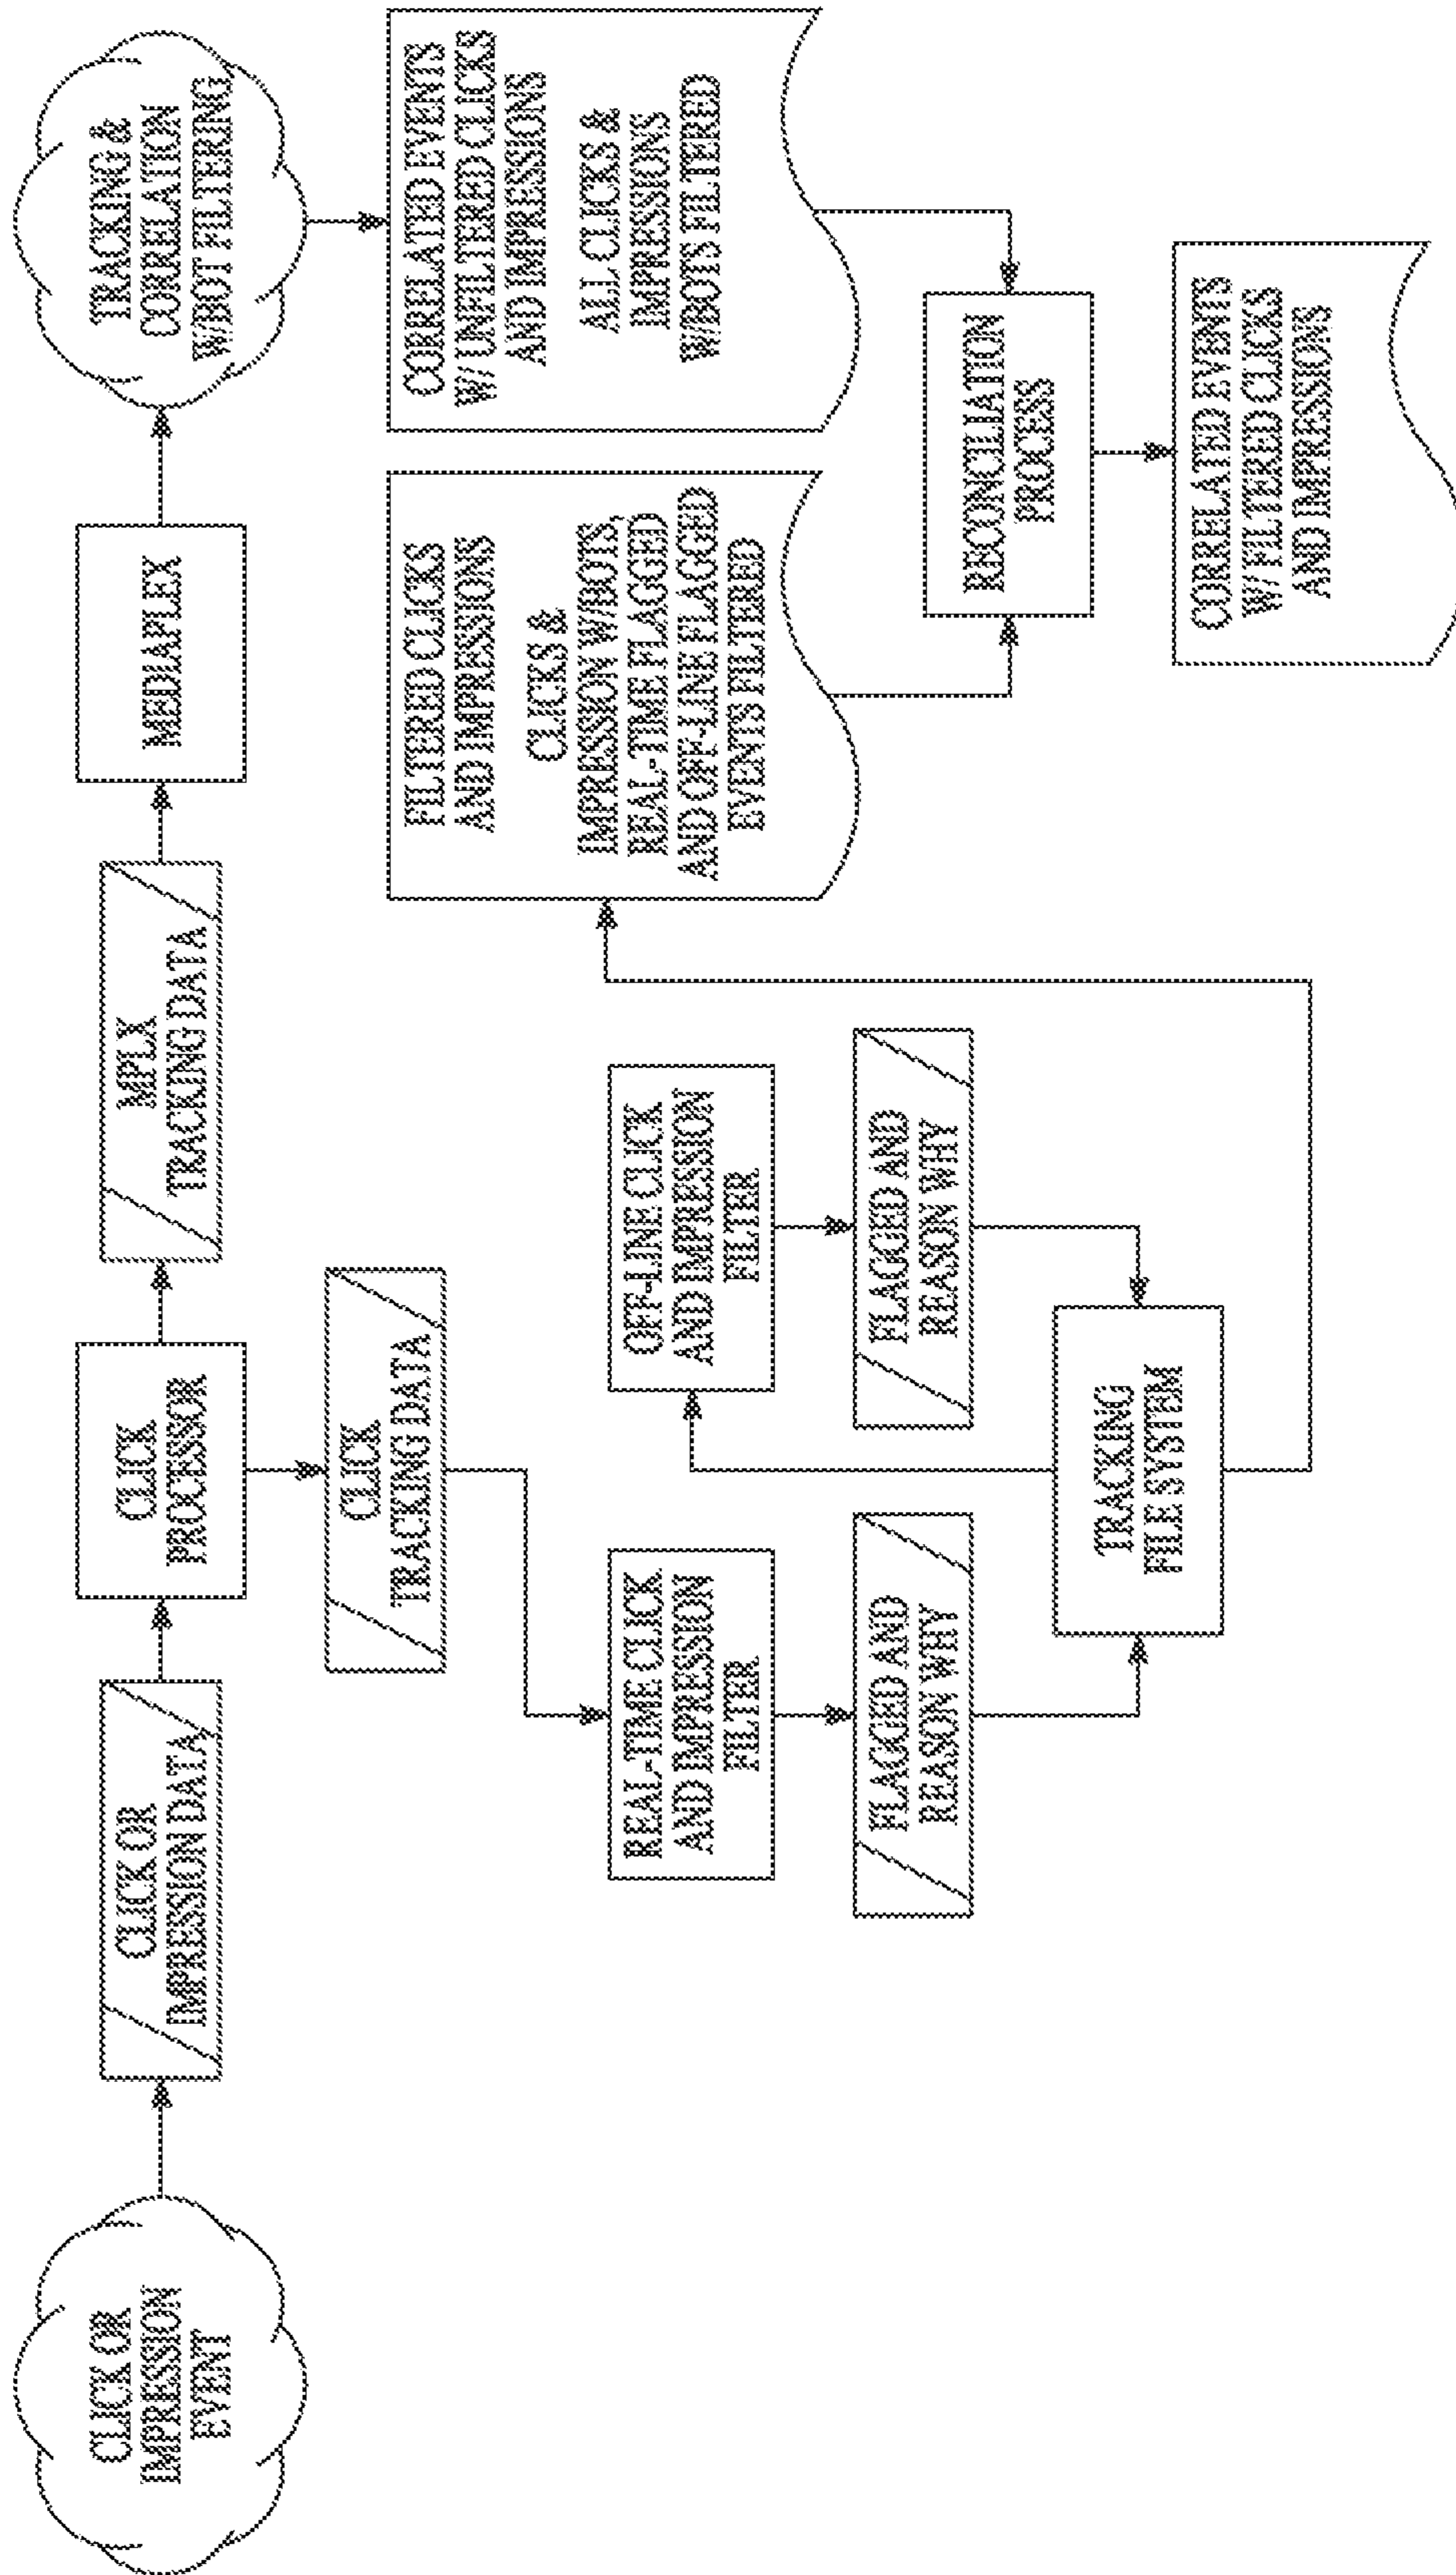 CLICK OR
IMPRESSION
EVENT
CLICK OR
IMPRESSION DATA
CLICK
PROCESSOR
MPLX
TRACKING DATA
MEDIAPLEX
TRACKING &
CORRELATION
W/BOT FILTERING
CLICK
TRACKING DATA
REAL-TIME CLICK
AND IMPRESSION
FILTER
FLAGGED AND
REASON WHY
OFF-LINE CLICK
AND IMPRESSION
FILTER
FLAGGED AND
REASON WHY
TRACKING
FILE SYSTEM
FILTERED CLICKS
AND IMPRESSIONS
CLICKS &
IMPRESSION W/BOTS,
REAL-TIME FLAGGED
AND OFF-LINE FLAGGED
EVENTS FILTERED
CORRELATED EVENTS
W/ UNFILTERED CLICKS
AND IMPRESSIONS
ALL CLICKS &
IMPRESSIONS
W/BOTS FILTERED
RECONCILIATION
PROCESS
CORRELATED EVENTS
W/ FILTERED CLICKS
AND IMPRESSIONS